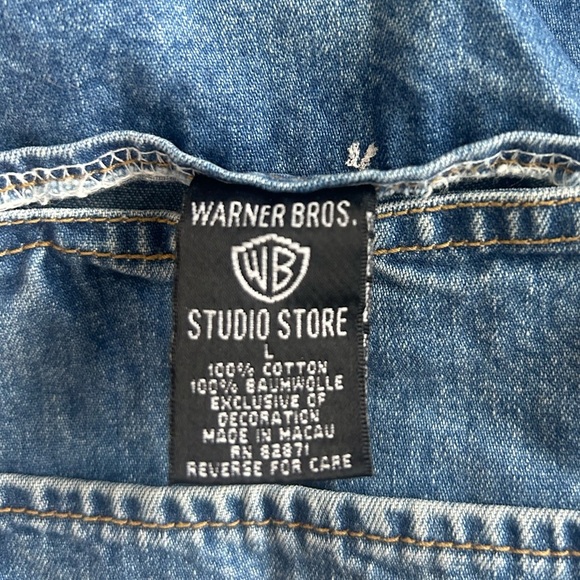 WARNER BROS.
WB
STUDIO STORE
L
100% COTTON
100% BAUMWOLLE
EXCLUSIVE OF
DECORATION
MADE IN MACAU
RN 82871
REVERSE FOR CARE